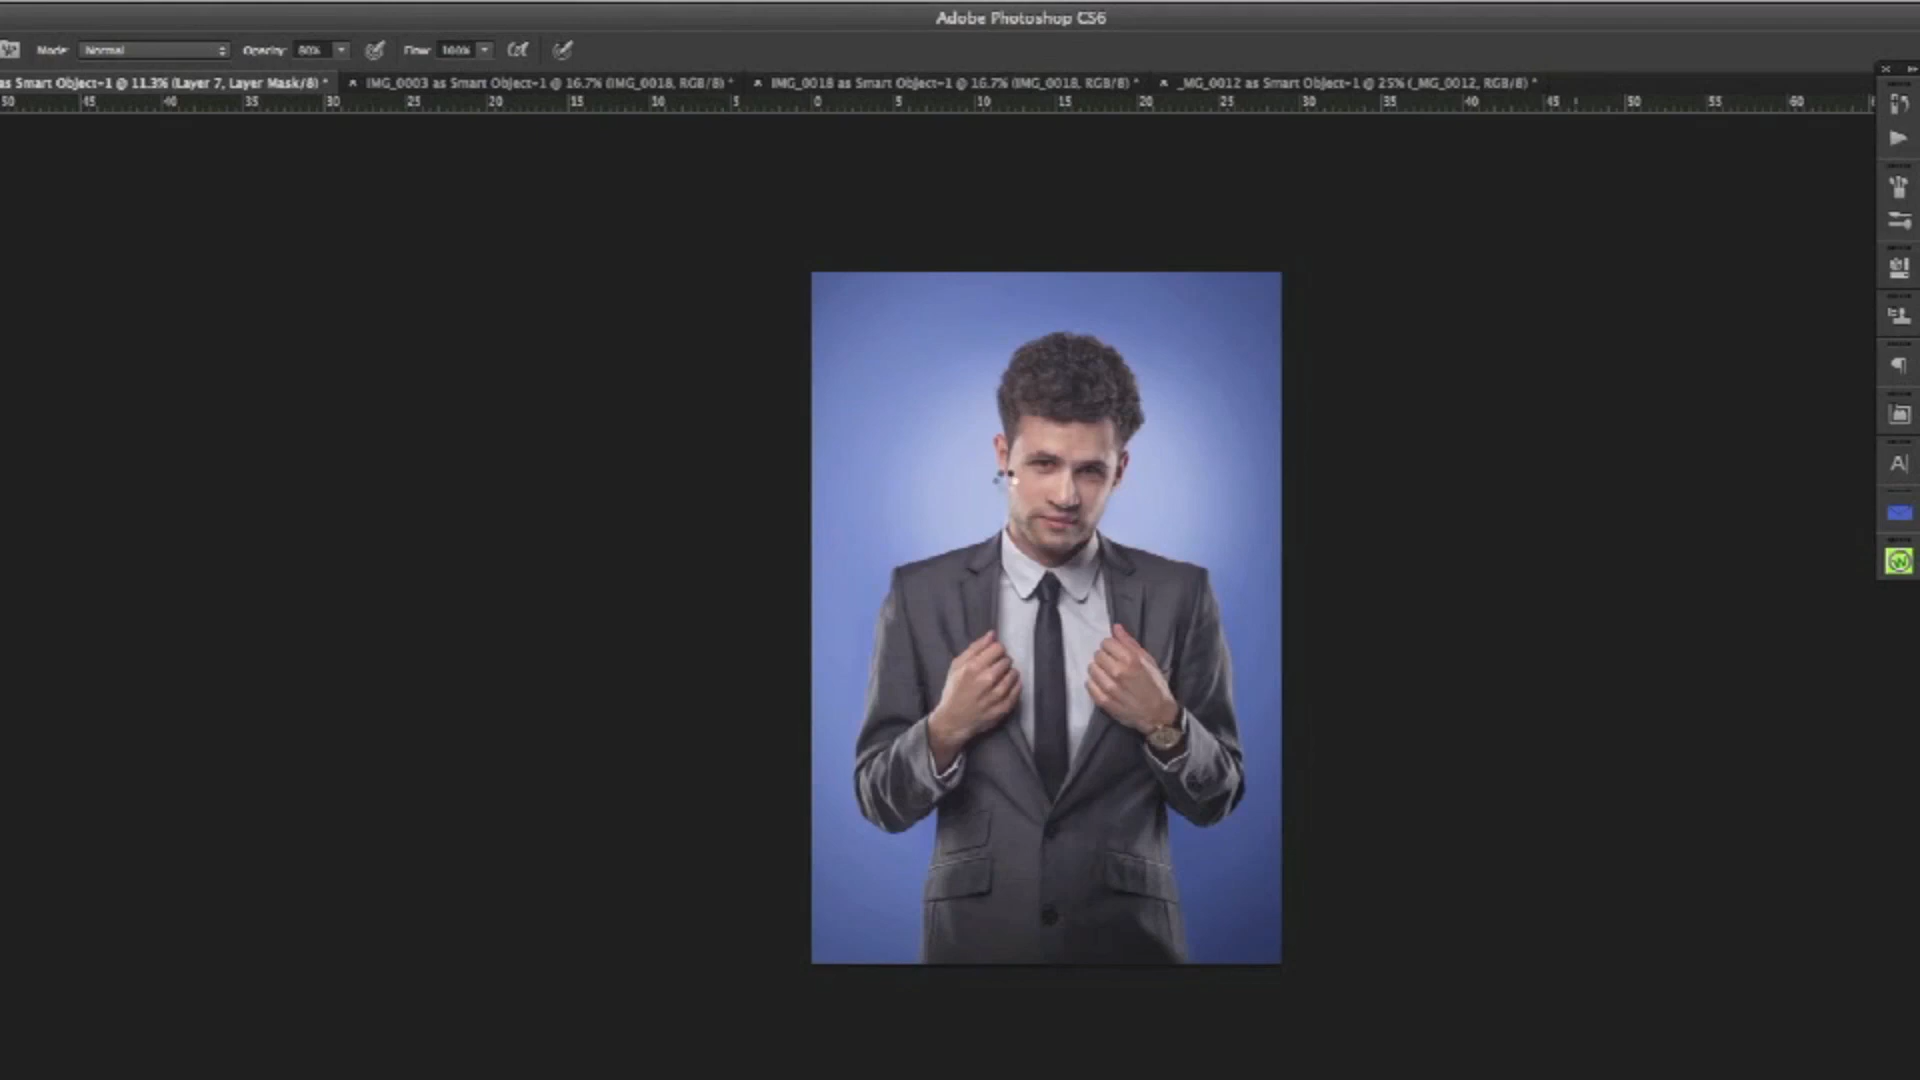 Adobe Photoshop CS6
Mode: Normal Opacity: 80% Flow: 100%
as Smart Object-1 @ 11.3% (Layer 7, Layer Mask/8) * × IMG_0003 as Smart Object-1 @ 16.7% (IMG_0018, RGB/8) * × IMG_0018 as Smart Object-1 @ 16.7% (IMG_0018, RGB/8) * × _MG_0012 as Smart Object-1 @ 25% (_MG_0012, RGB/8) *
50 45 40 35 30 25 20 15 10 5 0 5 10 15 20 25 30 35 40 45 50 55 60
A
W